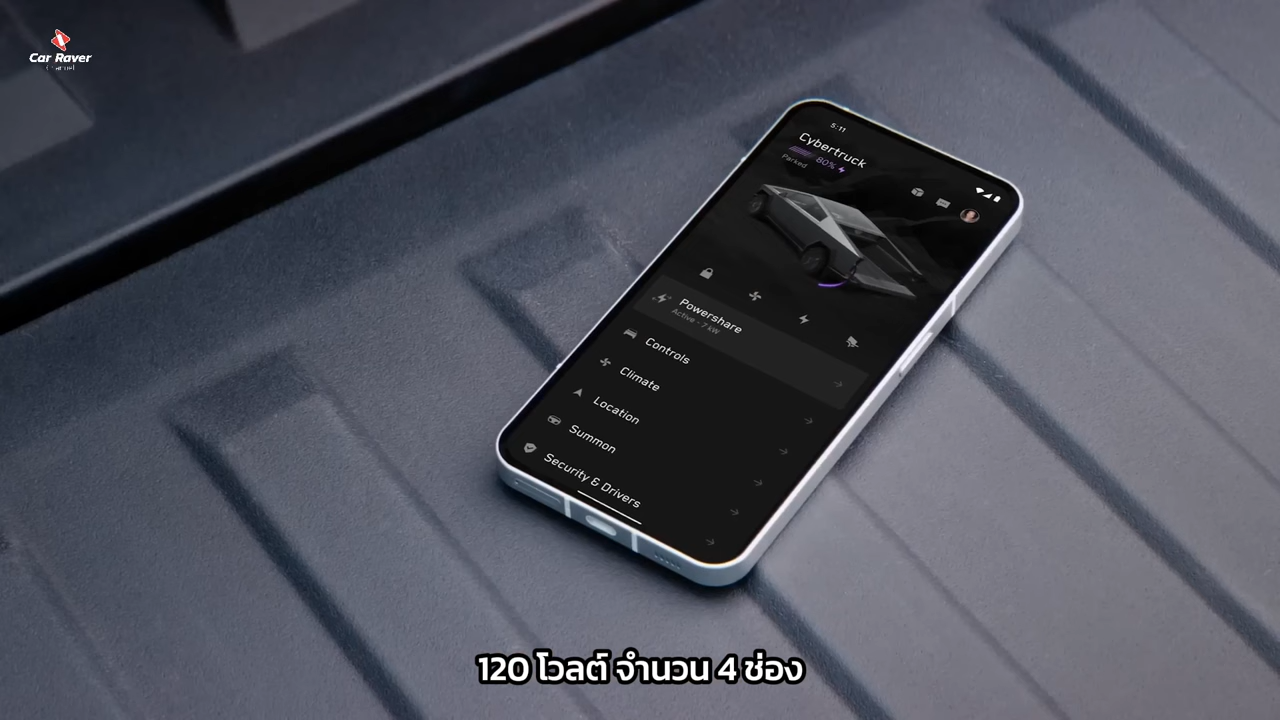 Car Raver
Channel
5:11
Cybertruck
80%
Parked
Powershare
Active - 7 kW
Controls
Climate
Location
Summon
Security & Drivers
120 โวลต์ จำนวน 4 ช่อง